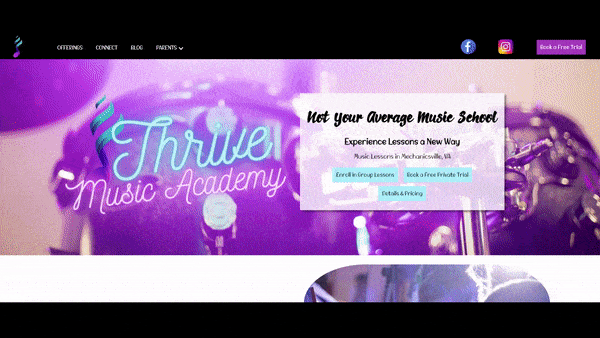 OFFERINGS
CONNECT
BLOG
PARENTS
Book a Free Trial
Thrive
Music Academy
Not Your Average Music School
Experience Lessons a New Way
Music Lessons in Mechanicsville, VA
Enroll in Group Lessons
Book a Free Private Trial
Details & Pricing